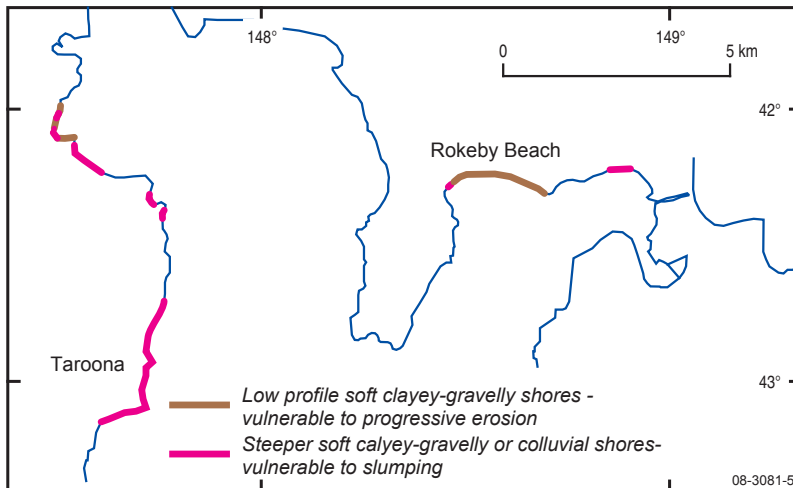 148°
149°
0
5 km
42°
Rokeby Beach
Taroona
43°
Low profile soft clayey-gravelly shores -
vulnerable to progressive erosion
Steeper soft calyey-gravelly or colluvial shores-
vulnerable to slumping
08-3081-5